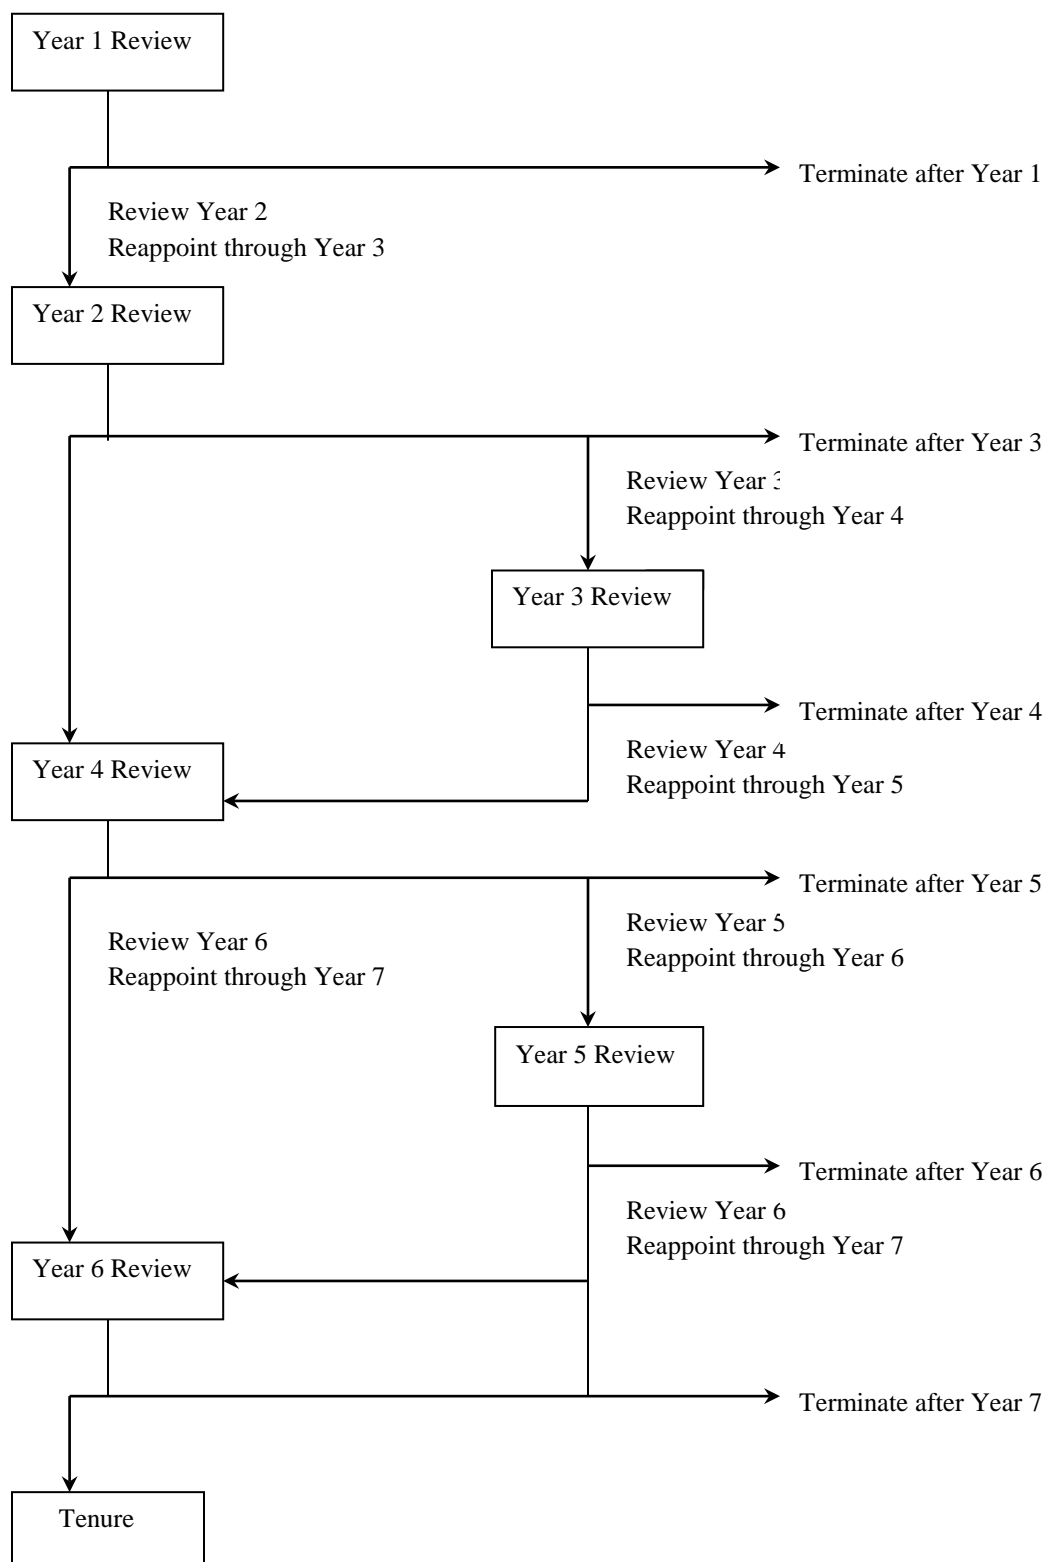 Year 1 Review
Terminate after Year 1
Review Year 2
Reappoint through Year 3
Year 2 Review
Terminate after Year 3
Review Year 3
Reappoint through Year 4
Year 3 Review
Terminate after Year 4
Review Year 4
Reappoint through Year 5
Year 4 Review
Terminate after Year 5
Review Year 5
Reappoint through Year 6
Review Year 6
Reappoint through Year 7
Year 5 Review
Terminate after Year 6
Review Year 6
Reappoint through Year 7
Year 6 Review
Terminate after Year 7
Tenure